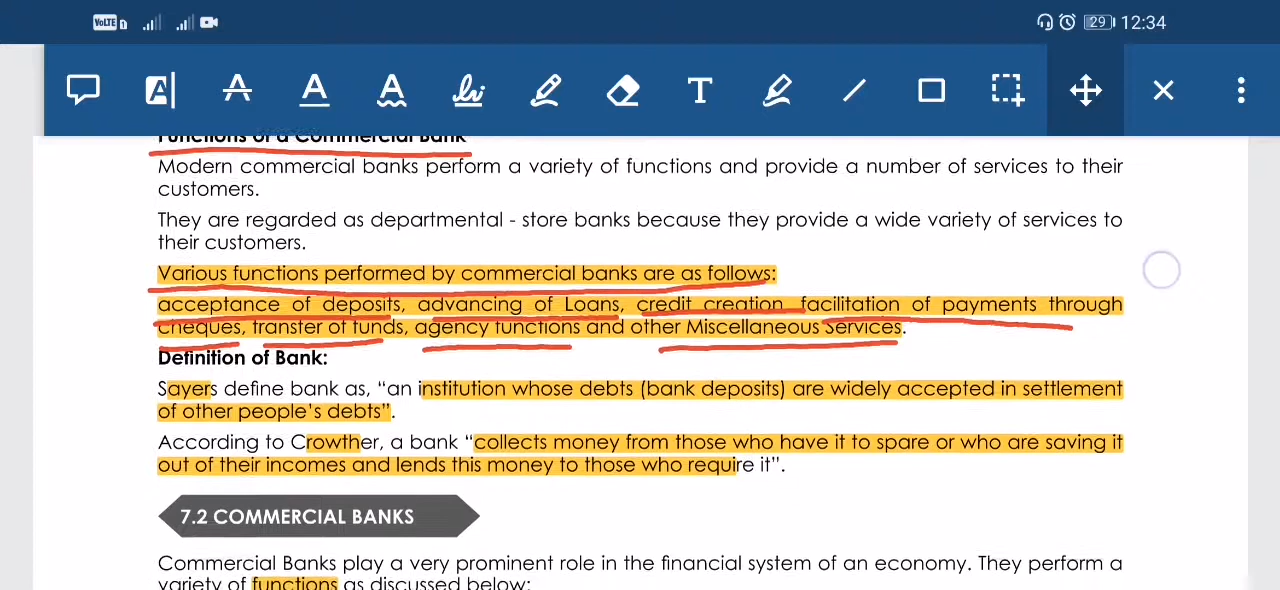 VoLTE 1 29 12:34
A A A A T
Functions of a Commercial Bank
Modern commercial banks perform a variety of functions and provide a number of services to their
customers.
They are regarded as departmental - store banks because they provide a wide variety of services to
their customers.
Various functions performed by commercial banks are as follows:
acceptance of deposits, advancing of Loans, credit creation facilitation of payments through
cheques, transfer of funds, agency functions and other Miscellaneous Services.
Definition of Bank:
Sayers define bank as, “an institution whose debts (bank deposits) are widely accepted in settlement
of other people’s debts”.
According to Crowther, a bank “collects money from those who have it to spare or who are saving it
out of their incomes and lends this money to those who require it”.
7.2 COMMERCIAL BANKS
Commercial Banks play a very prominent role in the financial system of an economy. They perform a
variety of functions as discussed below: